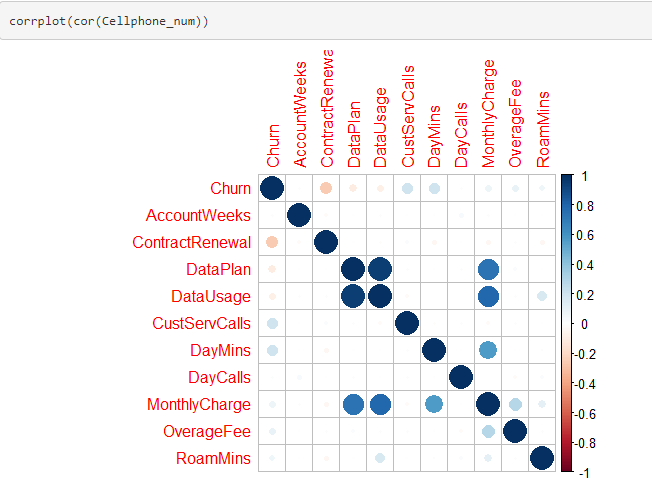 corrplot(cor(Cellphone_num))
Churn
AccountWeeks
ContractRenewa
DataPlan
DataUsage
CustServCalls
DayMins
DayCalls
MonthlyCharge
OverageFee
RoamMins
Churn
AccountWeeks
ContractRenewal
DataPlan
DataUsage
CustServCalls
DayMins
DayCalls
MonthlyCharge
OverageFee
RoamMins
1
0.8
0.6
0.4
0.2
0
-0.2
-0.4
-0.6
-0.8
-1